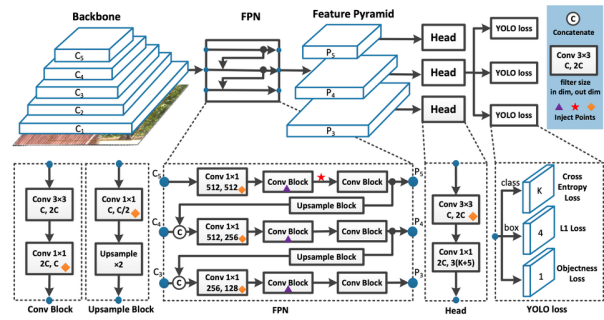 Backbone
FPN
Feature Pyramid
C5
C4
C3
C2
C1
P5
P4
P3
Head
Head
Head
YOLO loss
YOLO loss
YOLO loss
C
Concatenate
Conv 3×3
C, 2C
filter size
in dim, out dim
Inject Points
Conv 3×3
C, 2C
Conv 1×1
2C, C
Conv Block
Conv 1×1
C, C/2
Upsample
×2
Upsample Block
C5
Conv 1×1
512, 512
Conv Block
Conv Block
P5
Upsample Block
C4
C
Conv 1×1
512, 256
Conv Block
Conv Block
P4
Upsample Block
C3
C
Conv 1×1
256, 128
Conv Block
Conv Block
P3
FPN
Conv 3×3
C, 2C
Conv 1×1
2C, 3(K+5)
Head
class
K
Cross
Entropy
Loss
box
4
L1 Loss
1
Objectness
Loss
YOLO loss